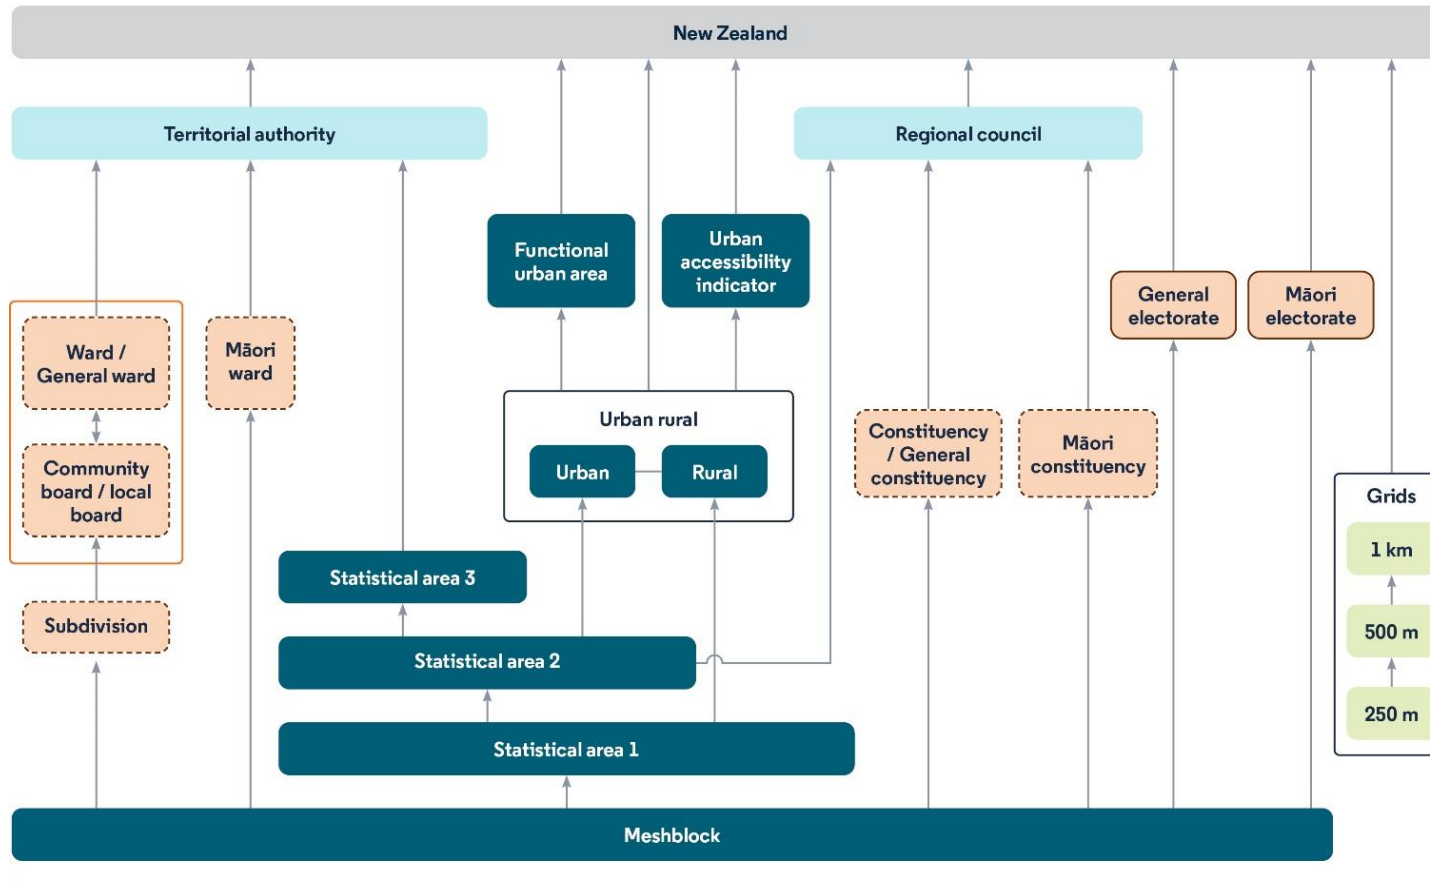 New Zealand
Territorial authority
Regional council
Functional
urban area
Urban
accessibility
indicator
General
electorate
Māori
electorate
Ward /
General ward
Māori
ward
Urban rural
Urban
Rural
Constituency
/ General
constituency
Māori
constituency
Community
board / local
board
Grids
1 km
Statistical area 3
Subdivision
500 m
Statistical area 2
250 m
Statistical area 1
Meshblock